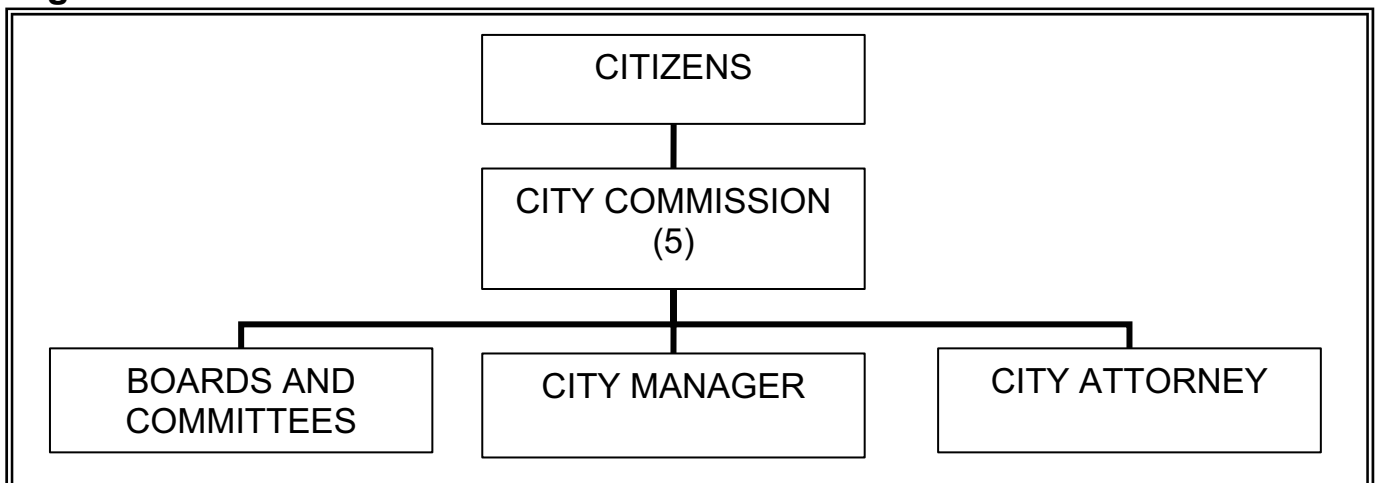 CITIZENS
CITY COMMISSION
(5)
BOARDS AND
COMMITTEES
CITY MANAGER
CITY ATTORNEY